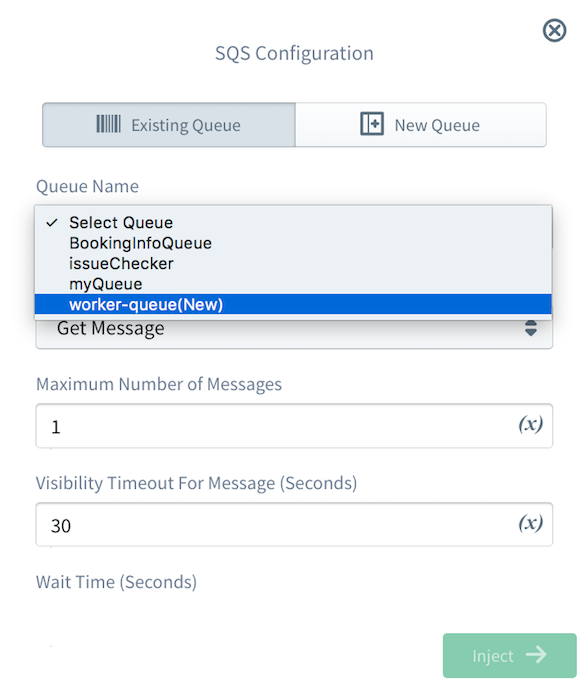 SQS Configuration
Existing Queue
New Queue
Queue Name
✓ Select Queue
BookingInfoQueue
issueChecker
myQueue
worker-queue(New)
Get Message
Maximum Number of Messages
1 (x)
Visibility Timeout For Message (Seconds)
30 (x)
Wait Time (Seconds)
Inject →